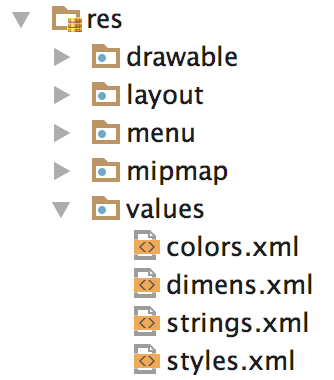 res
drawable
layout
menu
mipmap
values
colors.xml
dimens.xml
strings.xml
styles.xml